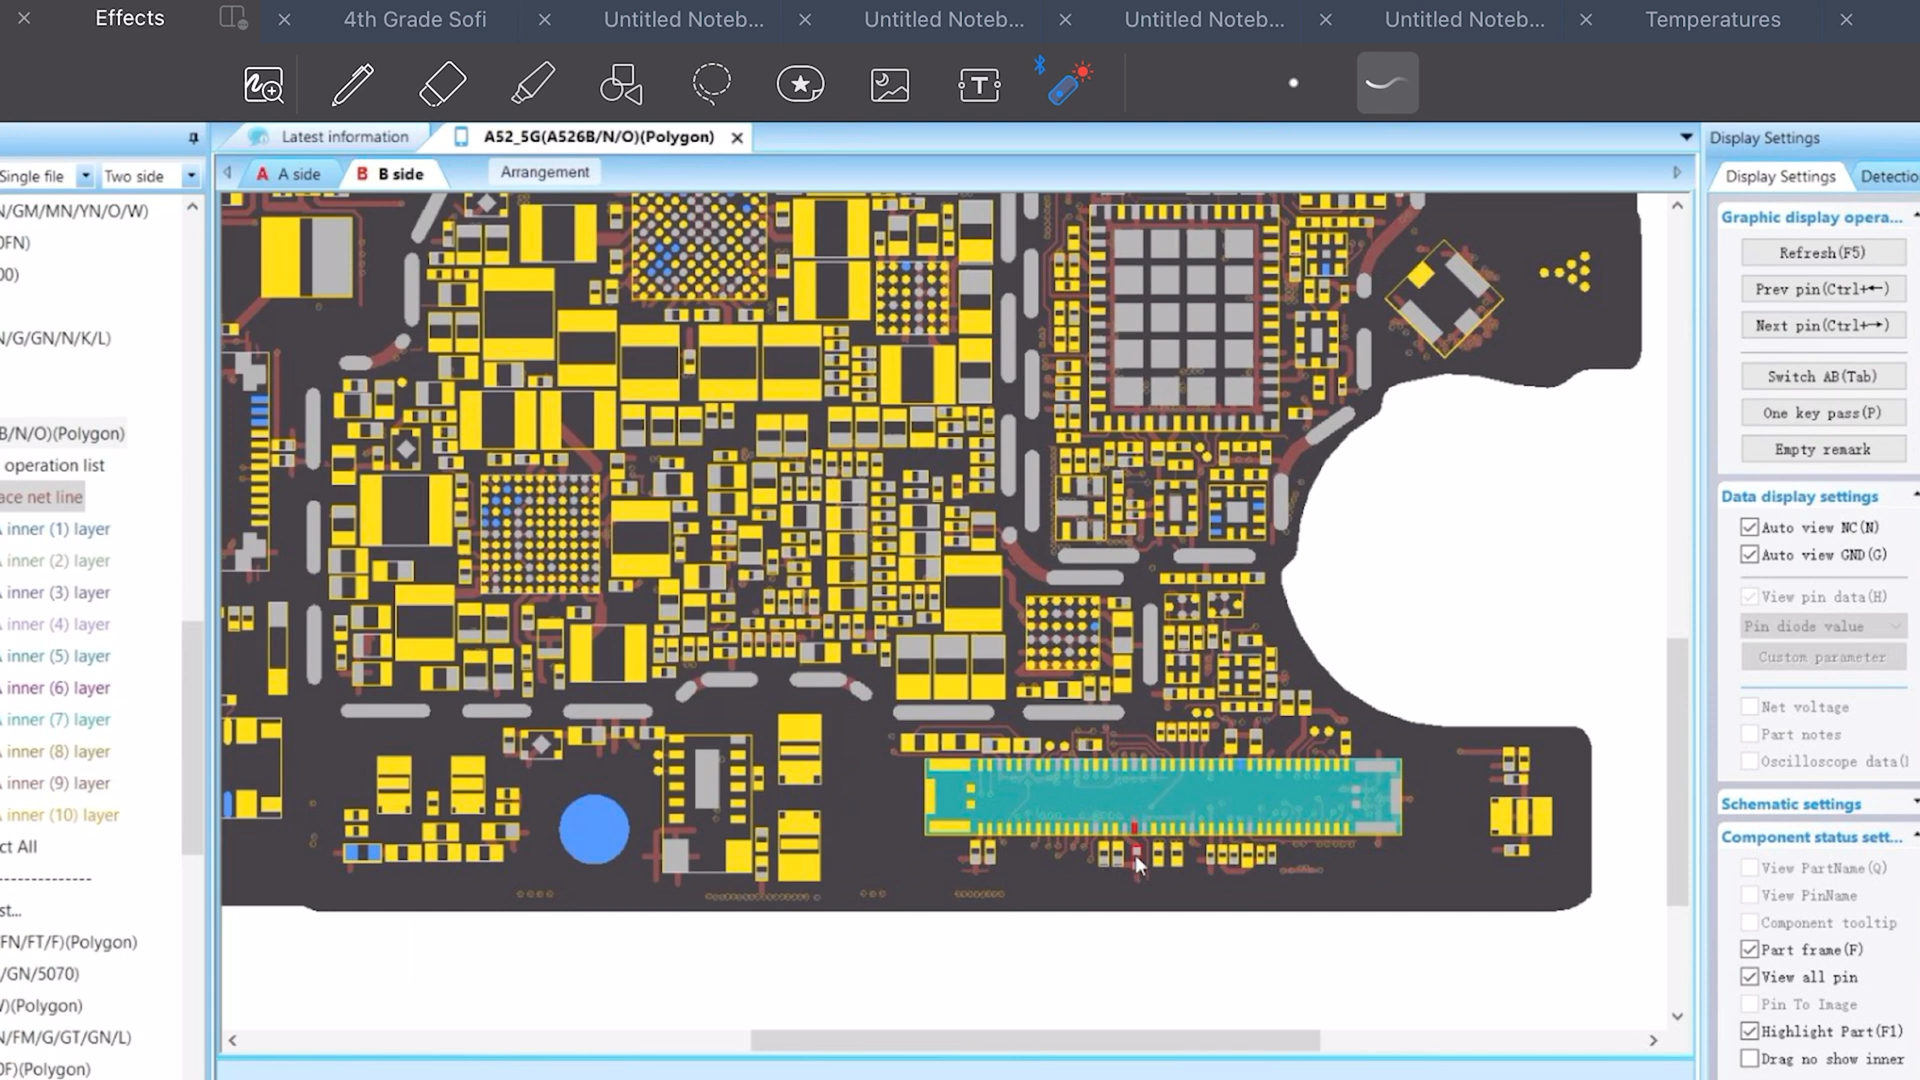 Effects
4th Grade Sofi
Untitled Noteb...
Untitled Noteb...
Untitled Noteb...
Untitled Noteb...
Temperatures
T
Latest information
A52_5G(A526B/N/O)(Polygon)
Display Settings
Single file
Two side
A A side
B B side
Arrangement
Display Settings
Detectio
N/GM/MN/YN/O/W)
0FN)
00)
N/G/GN/N/K/L)
B/N/O)(Polygon)
operation list
ace net line
inner (1) layer
inner (2) layer
inner (3) layer
inner (4) layer
inner (5) layer
inner (6) layer
inner (7) layer
inner (8) layer
inner (9) layer
inner (10) layer
ct All
--------------
st...
FN/FT/F)(Polygon)
/GN/5070)
)(Polygon)
N/FM/G/GT/GN/L)
0F)(Polygon)
Graphic display opera...
Refresh(F5)
Prev pin(Ctrl+←)
Next pin(Ctrl+→)
Switch AB(Tab)
One key pass(P)
Empty remark
Data display settings
Auto view NC(N)
Auto view GND(G)
View pin data(H)
Pin diode value
Custom parameter
Net voltage
Part notes
Oscilloscope data(
Schematic settings
Component status sett...
View PartName(Q)
View PinName
Component tooltip
Part frame(F)
View all pin
Pin To Image
Highlight Part(F1)
Drag no show inner